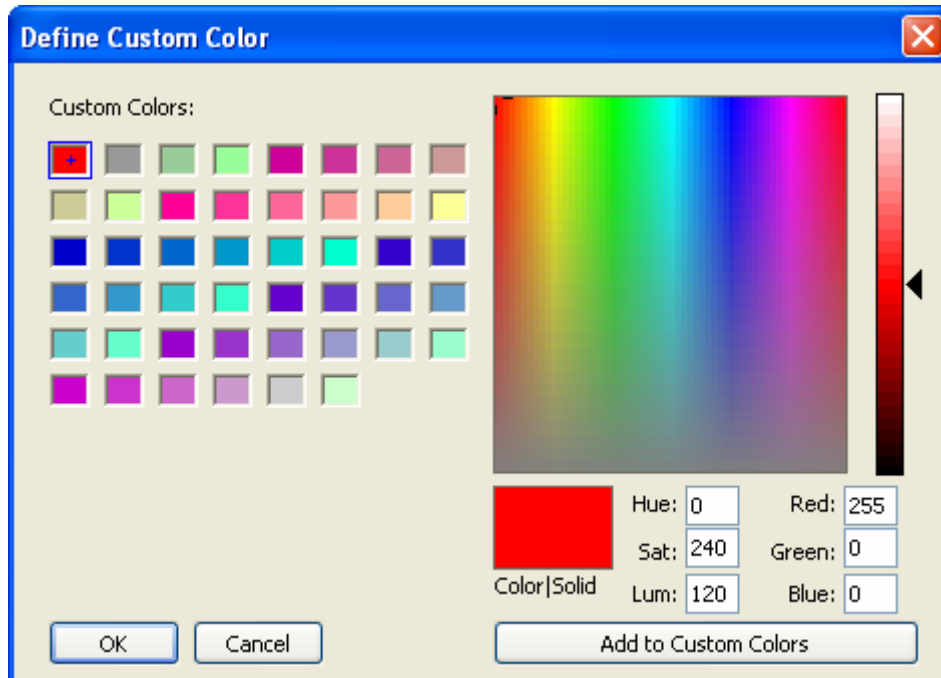 Define Custom Color
Custom Colors:
Hue: 0 Red: 255
Sat: 240 Green: 0
Color|Solid
Lum: 120 Blue: 0
OK Cancel Add to Custom Colors